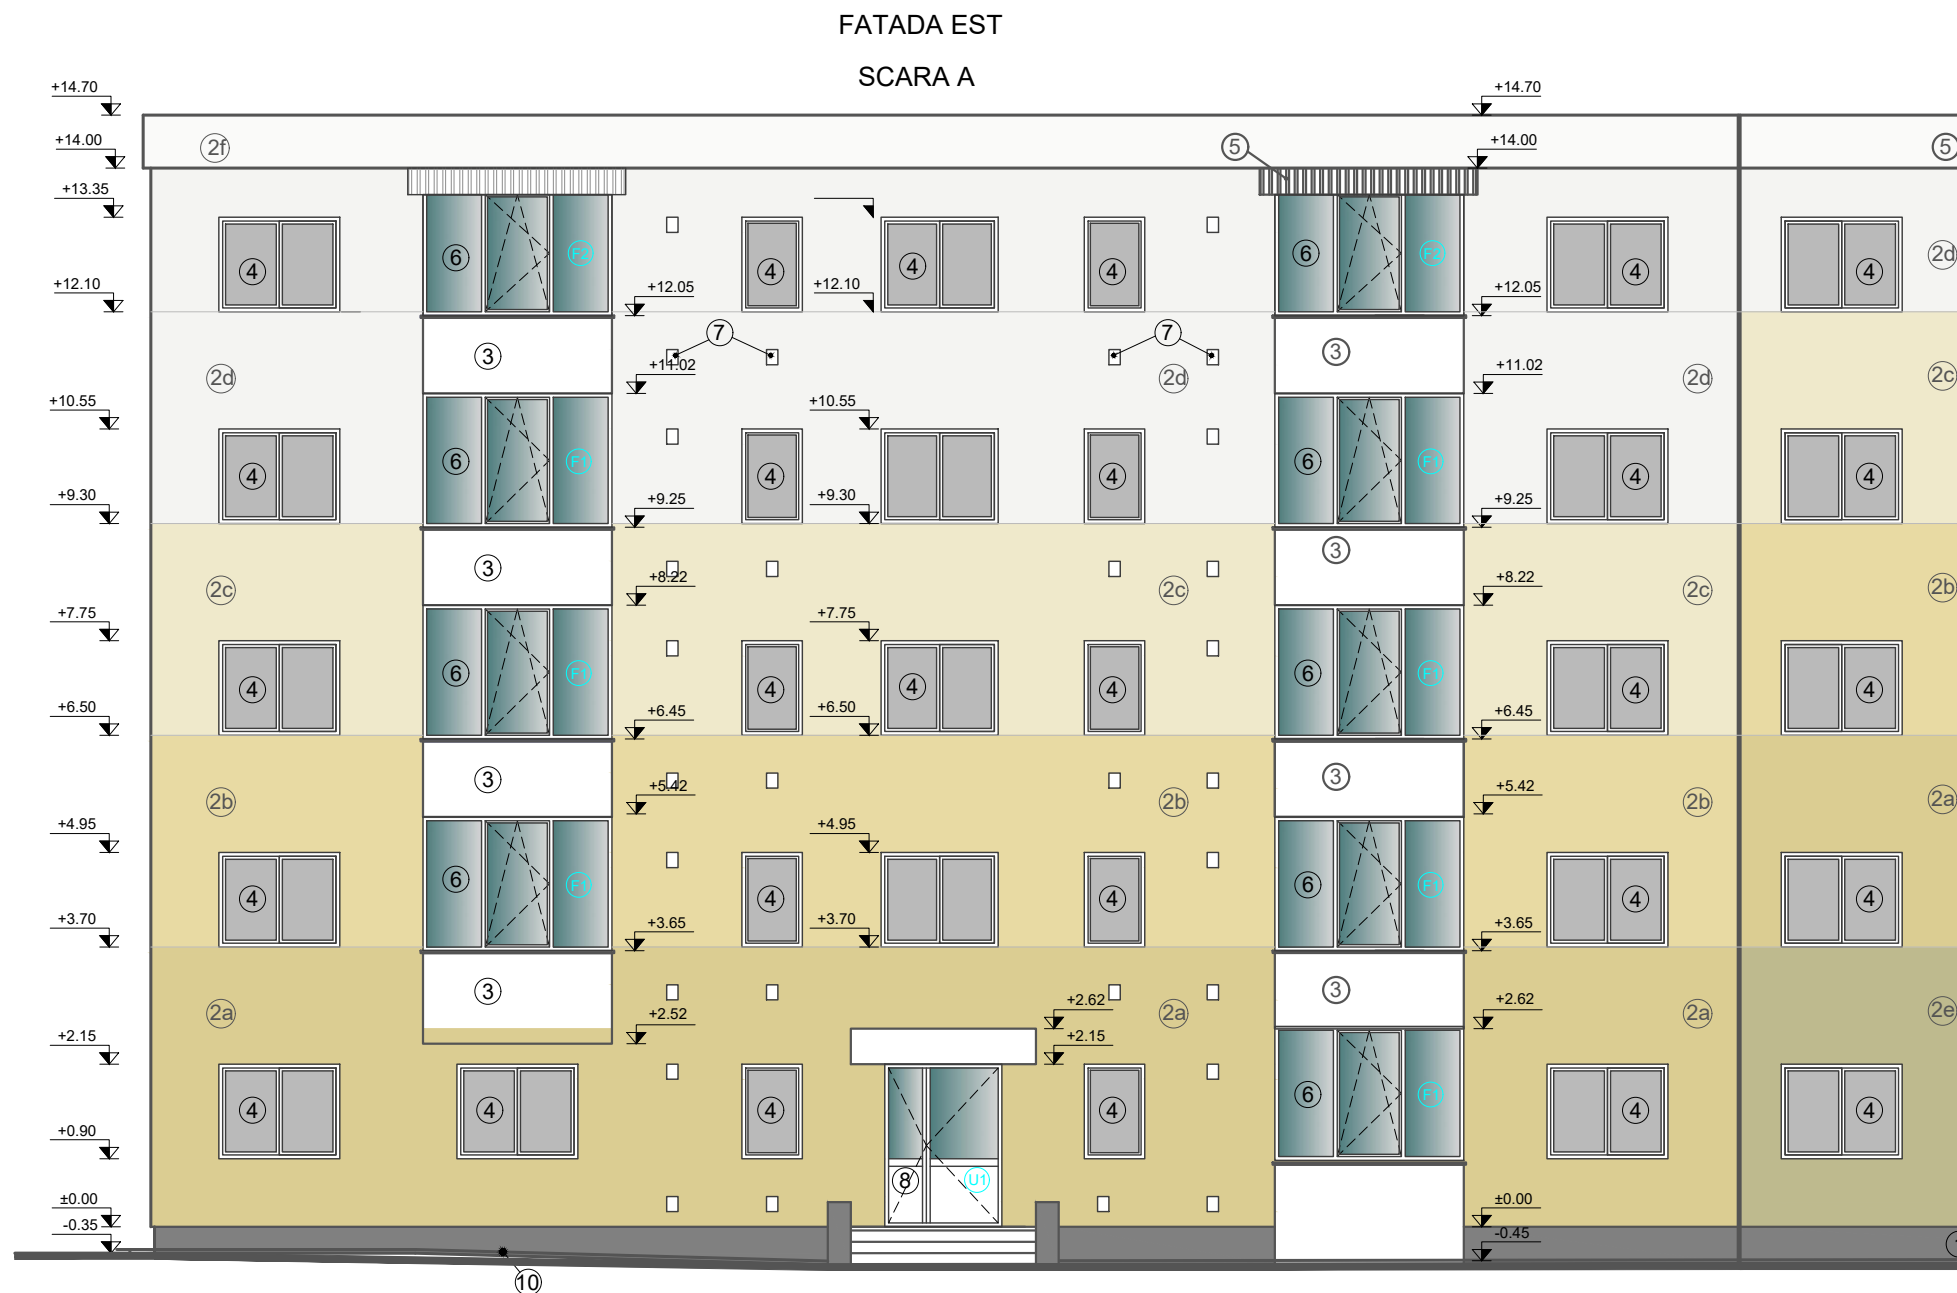 FATADA EST
SCARA A
+14.70 +14.70
+14.00 2f 5 +14.00 5
+13.35
4 6 F2 4 4 4 6 F2 4 4 2d
+12.10 +12.05 +12.10 +12.05
3 7 7 3
2d +11.02 2d +11.02 2d 2c
+10.55 +10.55
4 6 F1 4 4 6 F1 4 4
+9.30 +9.25 +9.30 +9.25
3 3
2c +8.22 2c +8.22 2c 2b
+7.75 +7.75
4 6 F1 4 4 4 6 F1 4 4
+6.50 +6.45 +6.50 +6.45
3 3
2b +5.42 2b +5.42 2b 2a
+4.95 +4.95
4 6 F1 4 4 6 F1 4 4
+3.70 +3.65 +3.70 +3.65
3 3
2a +2.52 +2.62 2a +2.62 2a 2e
+2.15 +2.15
4 4 4 4 6 F1 4 4
+0.90
8 U1
±0.00 ±0.00
-0.35 -0.45
10